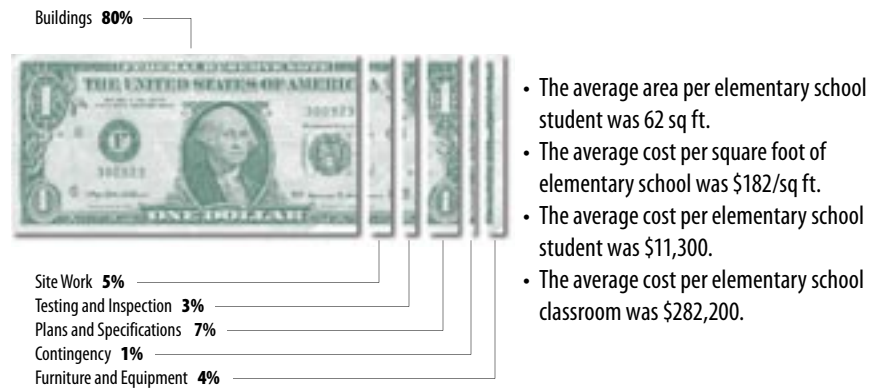 Buildings 80%
THE UNITED STATES OF AMERICA
ONE DOLLAR
• The average area per elementary school
student was 62 sq ft.
• The average cost per square foot of
elementary school was $182/sq ft.
• The average cost per elementary school
student was $11,300.
• The average cost per elementary school
classroom was $282,200.
Site Work 5%
Testing and Inspection 3%
Plans and Specifications 7%
Contingency 1%
Furniture and Equipment 4%